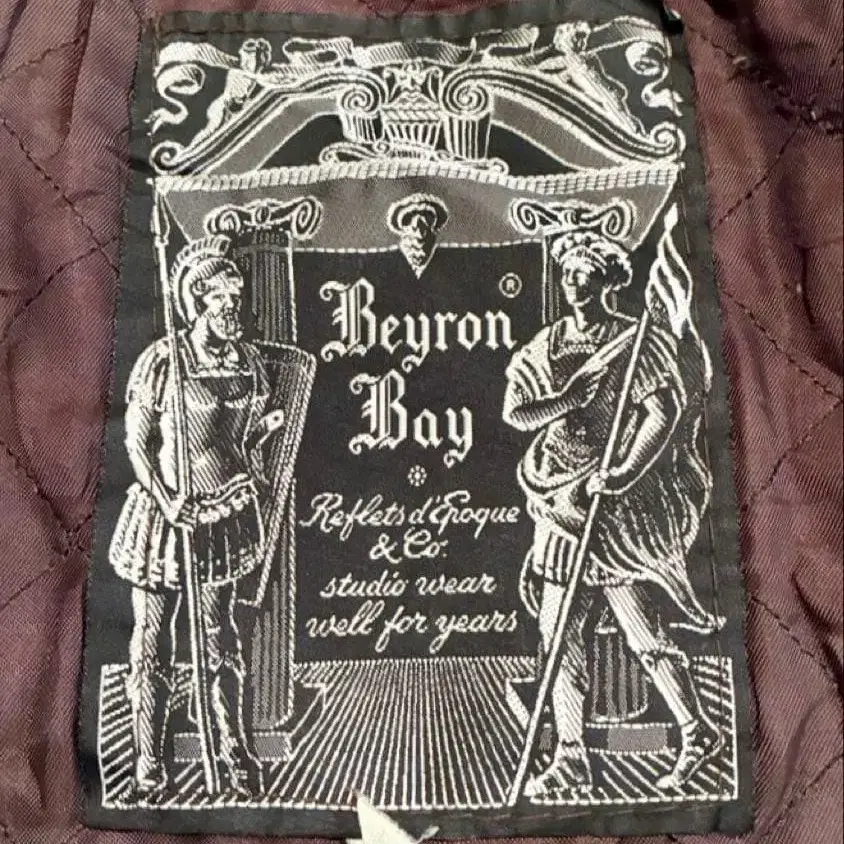 Beyron ®
Bay
Reflets d'Epoque
& Co.
studio wear
well for years